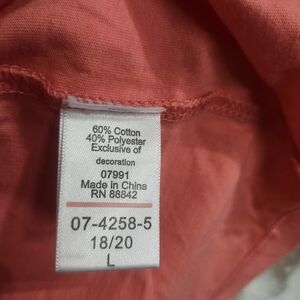 60% Cotton
40% Polyester
Exclusive of
decoration
07991
Made in China
RN 88842
07-4258-5
18/20
L